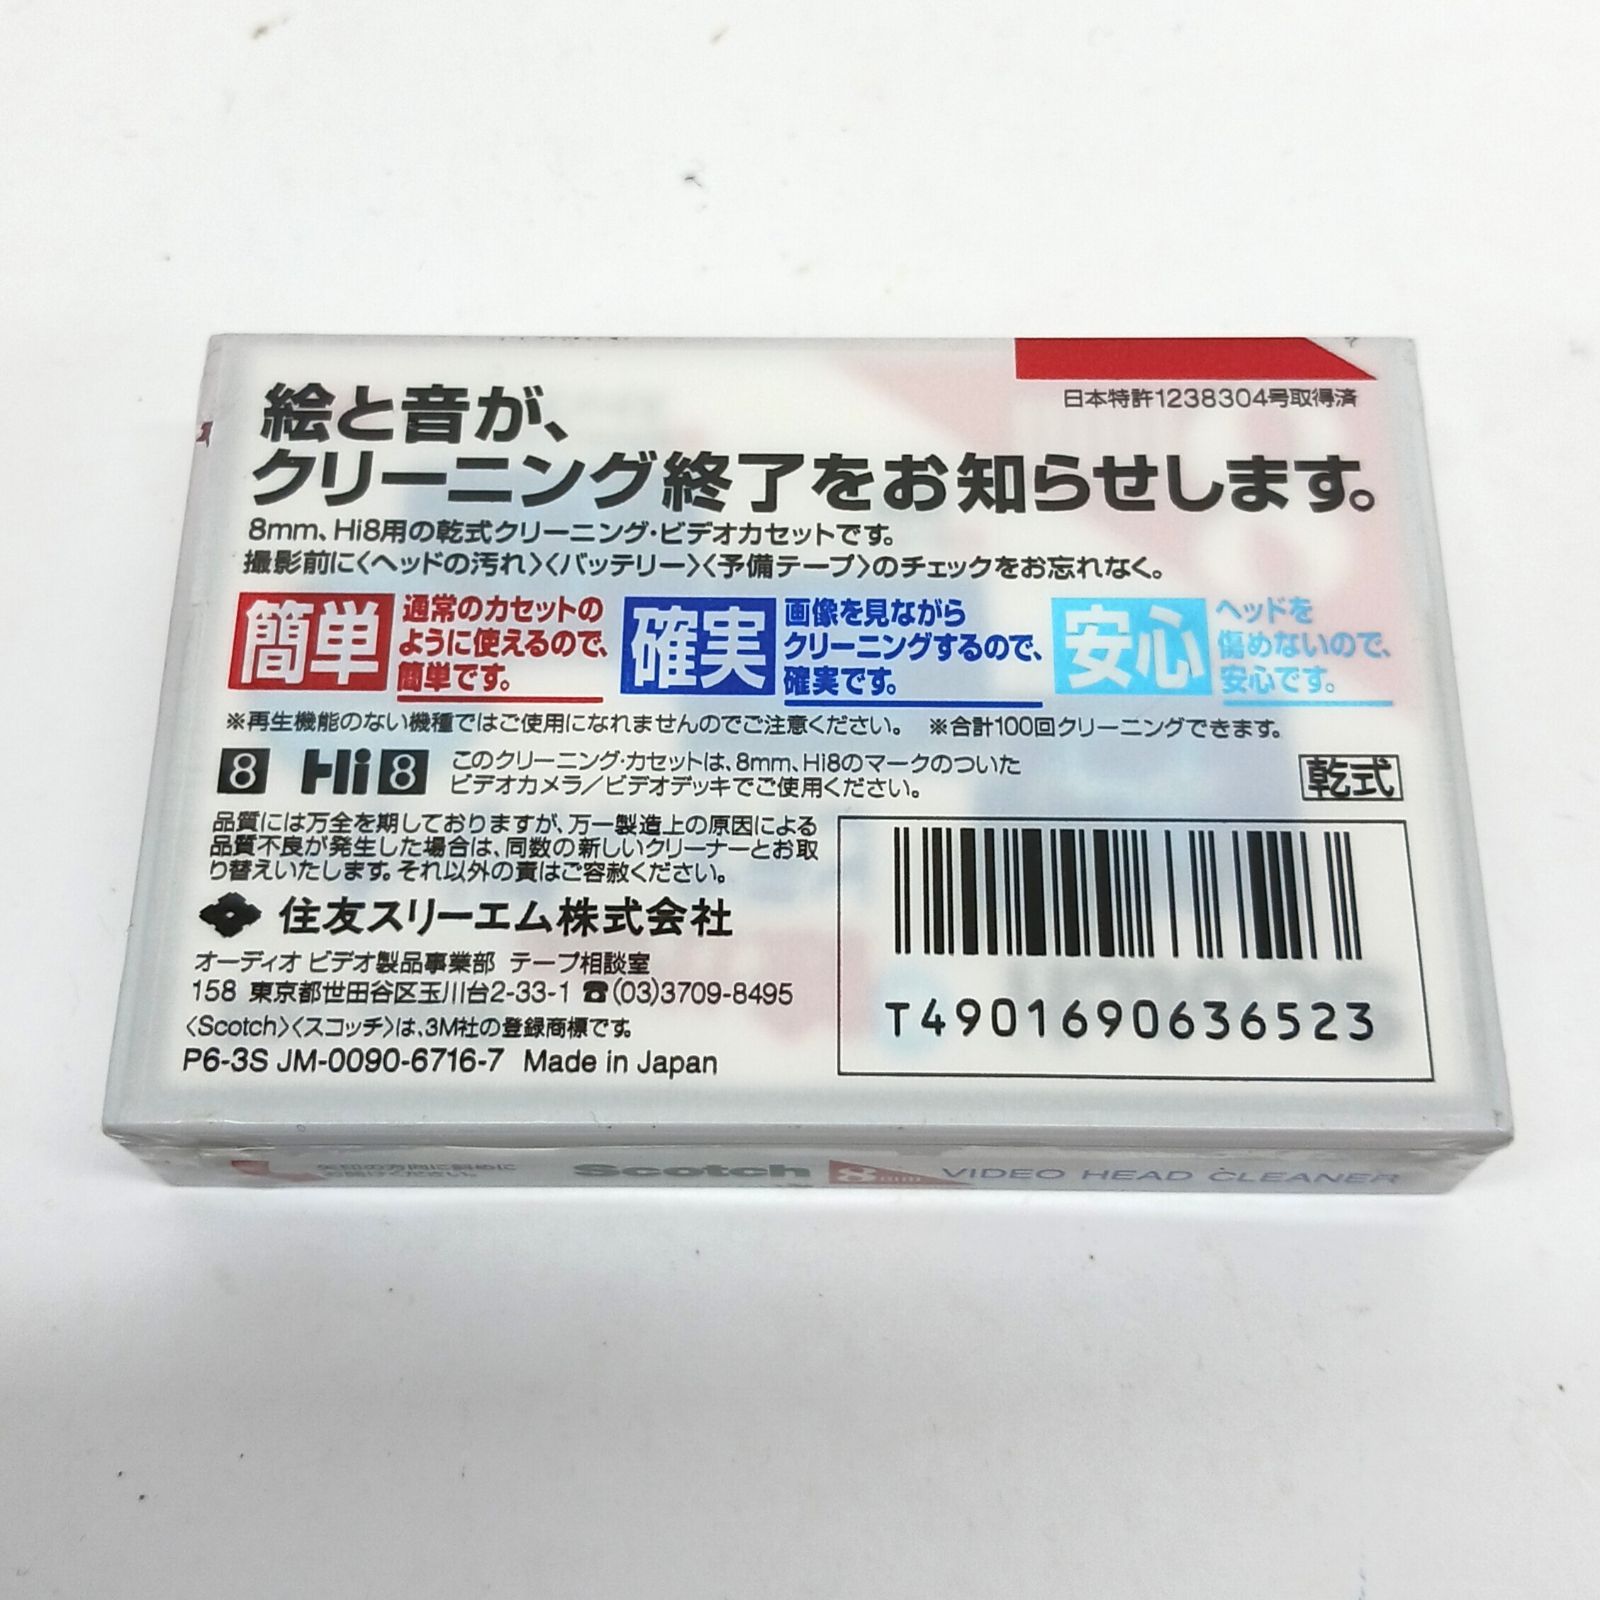 日本特許1238304号取得済
絵と音が、
クリーニング終了をお知らせします。
8mm、Hi8用の乾式クリーニング・ビデオカセットです。
撮影前に〈ヘッドの汚れ〉〈バッテリー〉〈予備テープ〉のチェックをお忘れなく。
簡単
通常のカセットの
ように使えるので、
簡単です。
確実
画像を見ながら
クリーニングするので、
確実です。
安心
ヘッドを
傷めないので、
安心です。
※再生機能のない機種ではご使用になれませんのでご注意ください。 ※合計100回クリーニングできます。
8 Hi8
このクリーニング・カセットは、8mm、Hi8のマークのついた
ビデオカメラ/ビデオデッキでご使用ください。
乾式
品質には万全を期しておりますが、万一製造上の原因による
品質不良が発生した場合は、同数の新しいクリーナーとお取
り替えいたします。それ以外の責はご容赦ください。
住友スリーエム株式会社
オーディオ ビデオ製品事業部 テープ相談室
158 東京都世田谷区玉川台2-33-1 ☎(03)3709-8495
〈Scotch〉〈スコッチ〉は、3M社の登録商標です。
P6-3S JM-0090-6716-7 Made in Japan
T4901690636523
矢印の方向に斜めに
お開けください。
Scotch 8mm VIDEO HEAD CLEANER